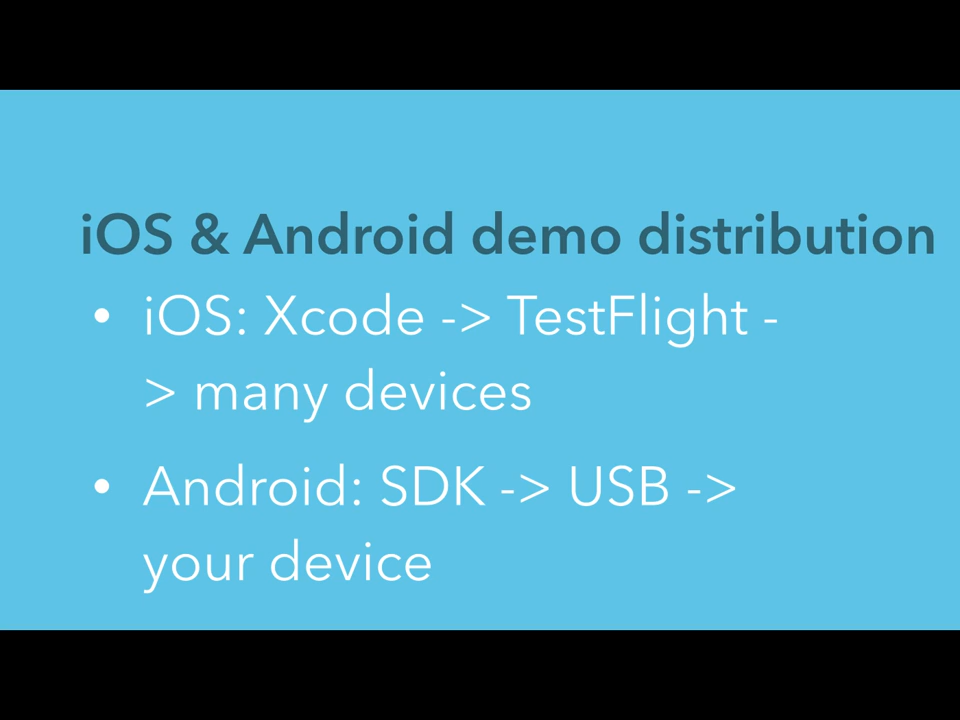 iOS & Android demo distribution
• iOS: Xcode -> TestFlight -
> many devices
• Android: SDK -> USB ->
your device